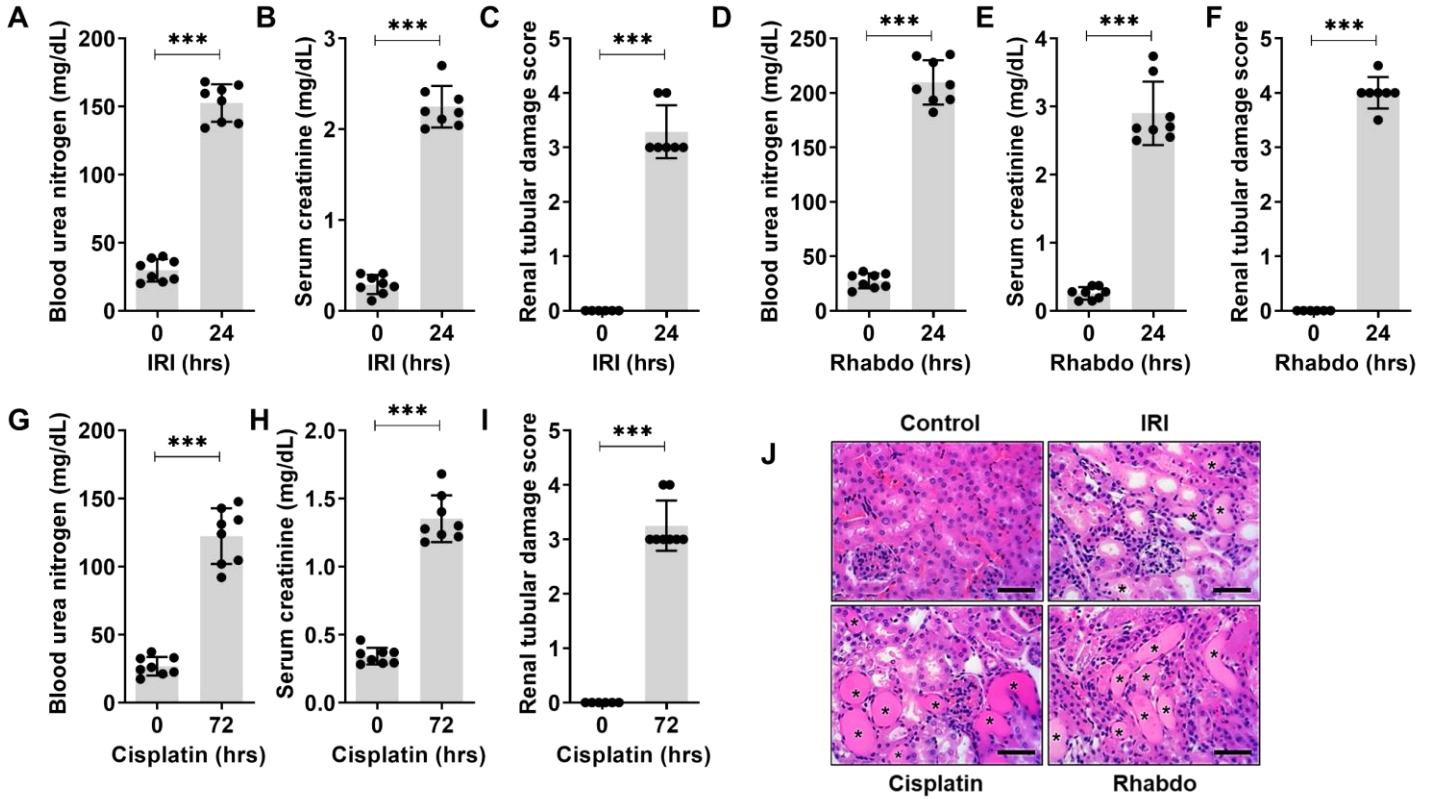 A
Blood urea nitrogen (mg/dL)
200
150
100
50
0
***
0 24
IRI (hrs)
B
Serum creatinine (mg/dL)
3
2
1
0
***
0 24
IRI (hrs)
C
Renal tubular damage score
5
4
3
2
1
0
***
0 24
IRI (hrs)
D
Blood urea nitrogen (mg/dL)
250
200
150
100
50
0
***
0 24
Rhabdo (hrs)
E
Serum creatinine (mg/dL)
4
3
2
1
0
***
0 24
Rhabdo (hrs)
F
Renal tubular damage score
5
4
3
2
1
0
***
0 24
Rhabdo (hrs)
G
Blood urea nitrogen (mg/dL)
200
150
100
50
0
***
0 72
Cisplatin (hrs)
H
Serum creatinine (mg/dL)
2.0
1.5
1.0
0.5
0.0
***
0 72
Cisplatin (hrs)
I
Renal tubular damage score
5
4
3
2
1
0
***
0 72
Cisplatin (hrs)
J
Control IRI
Cisplatin Rhabdo